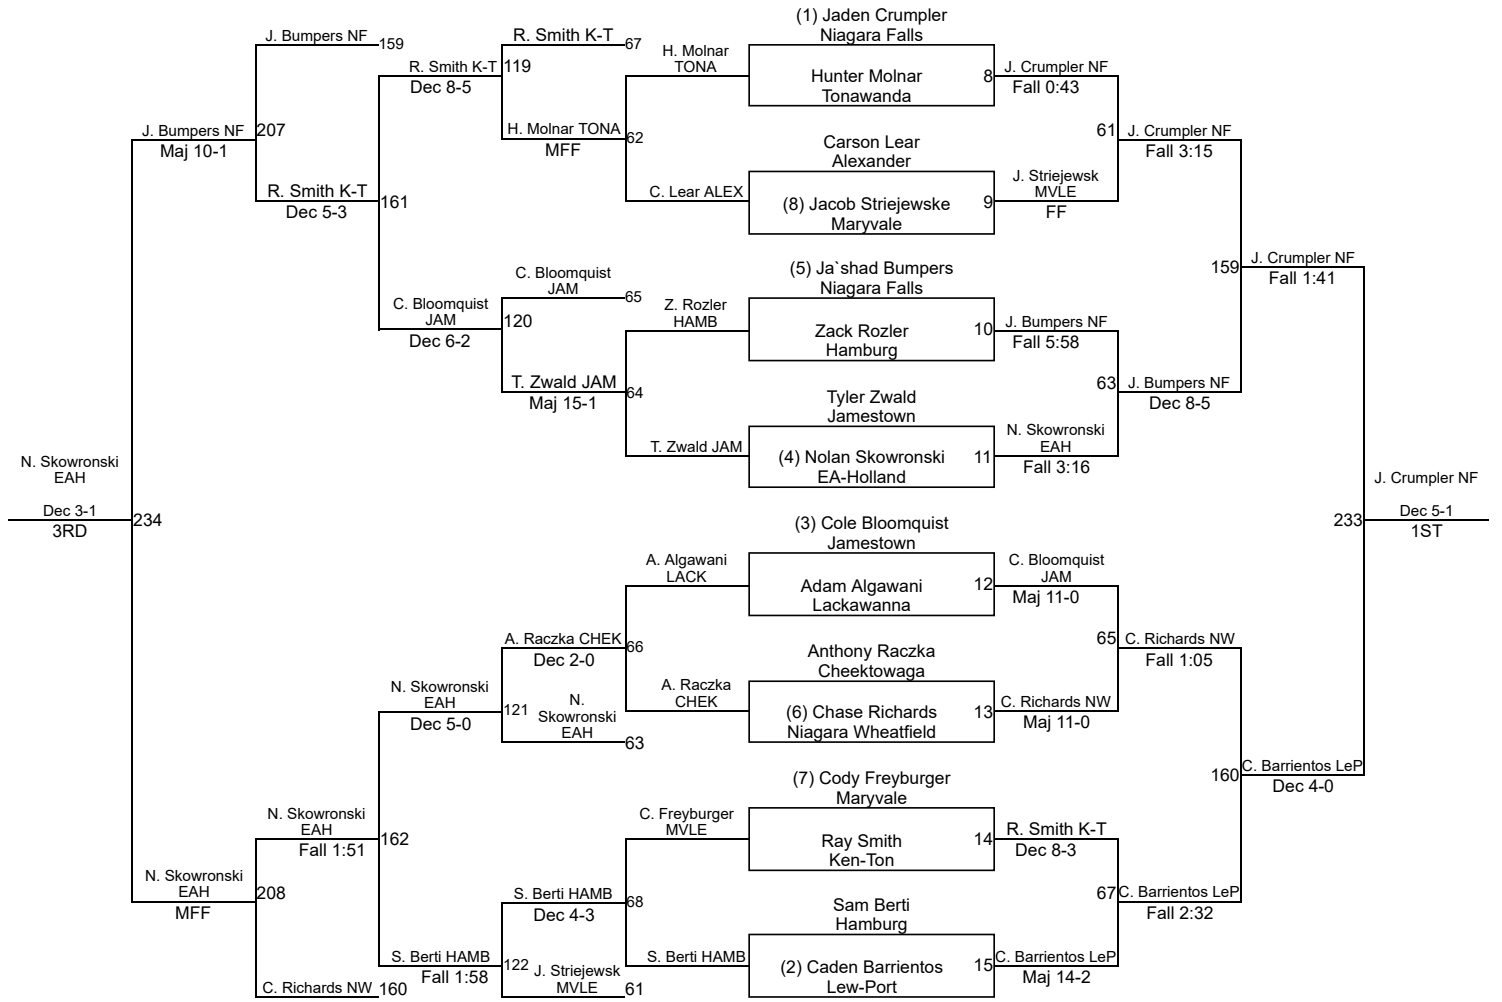 (1) Jaden Crumpler
Niagara Falls
J. Bumpers NF
159
R. Smith K-T
67
H. Molnar
TONA
R. Smith K-T
119
Dec 8-5
Hunter Molnar
Tonawanda
8
J. Crumpler NF
Fall 0:43
J. Bumpers NF
207
Maj 10-1
H. Molnar TONA
MFF
62
Carson Lear
Alexander
61
J. Crumpler NF
Fall 3:15
R. Smith K-T
Dec 5-3
161
C. Lear ALEX
(8) Jacob Striejewske
Maryvale
9
J. Striejewsk
MVLE
FF
(5) Ja`shad Bumpers
Niagara Falls
159
J. Crumpler NF
Fall 1:41
C. Bloomquist
JAM
65
C. Bloomquist
JAM
Dec 6-2
120
Z. Rozler
HAMB
Zack Rozler
Hamburg
10
J. Bumpers NF
Fall 5:58
T. Zwald JAM
Maj 15-1
64
Tyler Zwald
Jamestown
63
J. Bumpers NF
Dec 8-5
T. Zwald JAM
(4) Nolan Skowronski
EA-Holland
11
N. Skowronski
EAH
Fall 3:16
N. Skowronski
EAH
Dec 3-1
3RD
234
(3) Cole Bloomquist
Jamestown
233
J. Crumpler NF
Dec 5-1
1ST
A. Algawani
LACK
Adam Algawani
Lackawanna
12
C. Bloomquist
JAM
Maj 11-0
A. Raczka CHEK
Dec 2-0
66
Anthony Raczka
Cheektowaga
65
C. Richards NW
Fall 1:05
N. Skowronski
EAH
Dec 5-0
121
N.
Skowronski
EAH
63
A. Raczka
CHEK
(6) Chase Richards
Niagara Wheatfield
13
C. Richards NW
Maj 11-0
(7) Cody Freyburger
Maryvale
160
C. Barrientos LeP
Dec 4-0
N. Skowronski
EAH
Fall 1:51
162
C. Freyburger
MVLE
Ray Smith
Ken-Ton
14
R. Smith K-T
Dec 8-3
N. Skowronski
EAH
MFF
208
S. Berti HAMB
Dec 4-3
68
Sam Berti
Hamburg
67
C. Barrientos LeP
Fall 2:32
S. Berti HAMB
Fall 1:58
122
J. Striejewsk
MVLE
61
S. Berti HAMB
(2) Caden Barrientos
Lew-Port
15
C. Barrientos LeP
Maj 14-2
C. Richards NW
160